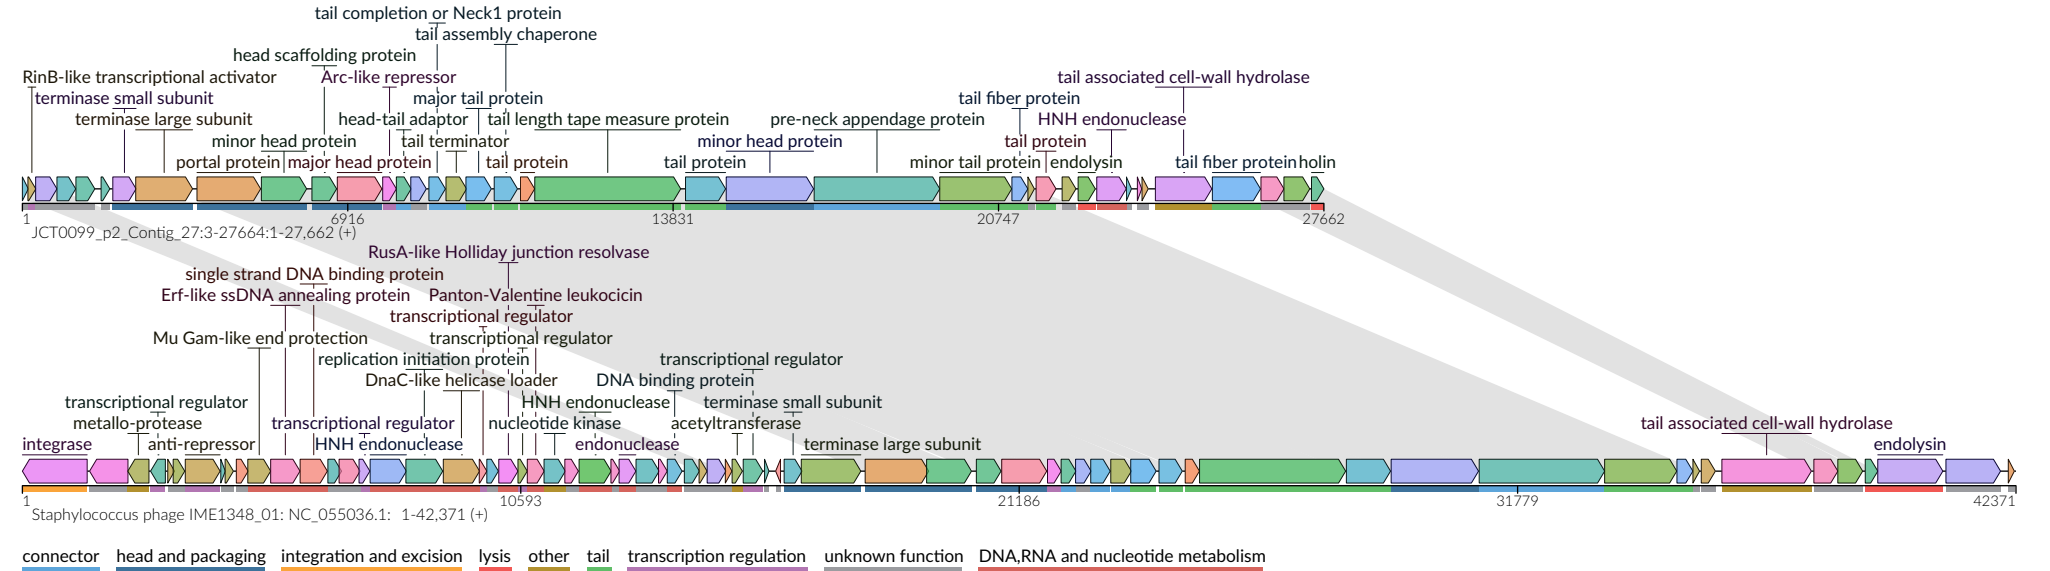 tail completion or Neck1 protein
tail assembly chaperone
head scaffolding protein
RinB-like transcriptional activator Arc-like repressor tail associated cell-wall hydrolase
terminase small subunit major tail protein tail fiber protein
terminase large subunit head-tail adaptor tail length tape measure protein pre-neck appendage protein HNH endonuclease
minor head protein tail terminator minor head protein tail protein
portal protein major head protein tail protein tail protein minor tail protein endolysin tail fiber protein holin
1 6916 13831 20747 27662
JCT0099_p2_Contig_27:3-27664:1-27,662 (+)
RusA-like Holliday junction resolvase
single strand DNA binding protein
Erf-like ssDNA annealing protein Panton-Valentine leukocicin
transcriptional regulator
Mu Gam-like end protection transcriptional regulator
replication initiation protein transcriptional regulator
DnaC-like helicase loader DNA binding protein
transcriptional regulator HNH endonuclease terminase small subunit
metallo-protease transcriptional regulator nucleotide kinase acetyltransferase tail associated cell-wall hydrolase
integrase anti-repressor HNH endonuclease endonuclease terminase large subunit endolysin
1 10593 21186 31779 42371
Staphylococcus phage IME1348_01: NC_055036.1: 1-42,371 (+)
connector head and packaging integration and excision lysis other tail transcription regulation unknown function DNA,RNA and nucleotide metabolism